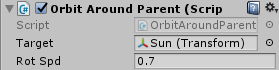 Orbit Around Parent (Scrip
Script OrbitAroundParent
Target Sun (Transform)
Rot Spd 0.7